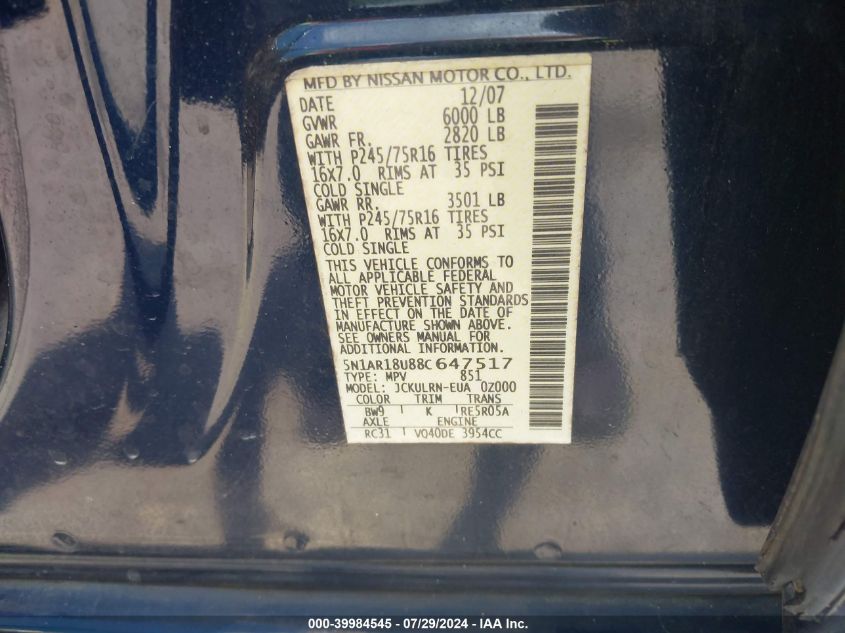 MFD BY NISSAN MOTOR CO., LTD.
DATE 12/07
GVWR 6000 LB
GAWR FR. 2820 LB
WITH P245/75R16 TIRES
16X7.0 RIMS AT 35 PSI
COLD SINGLE
GAWR RR. 3501 LB
WITH P245/75R16 TIRES
16X7.0 RIMS AT 35 PSI
COLD SINGLE
THIS VEHICLE CONFORMS TO
ALL APPLICABLE FEDERAL
MOTOR VEHICLE SAFETY AND
THEFT PREVENTION STANDARDS
IN EFFECT ON THE DATE OF
MANUFACTURE SHOWN ABOVE.
SEE OWNERS MANUAL FOR
ADDITIONAL INFORMATION.
5N1AR18U88C647517
TYPE: MPV 851
MODEL: JCKULRN-EUA 0Z000
COLOR TRIM TRANS
BW9 K RE5R05A
AXLE ENGINE
RC31 VQ40DE 3954CC
000-39984545 / 07/29/2024 / IAA Inc.